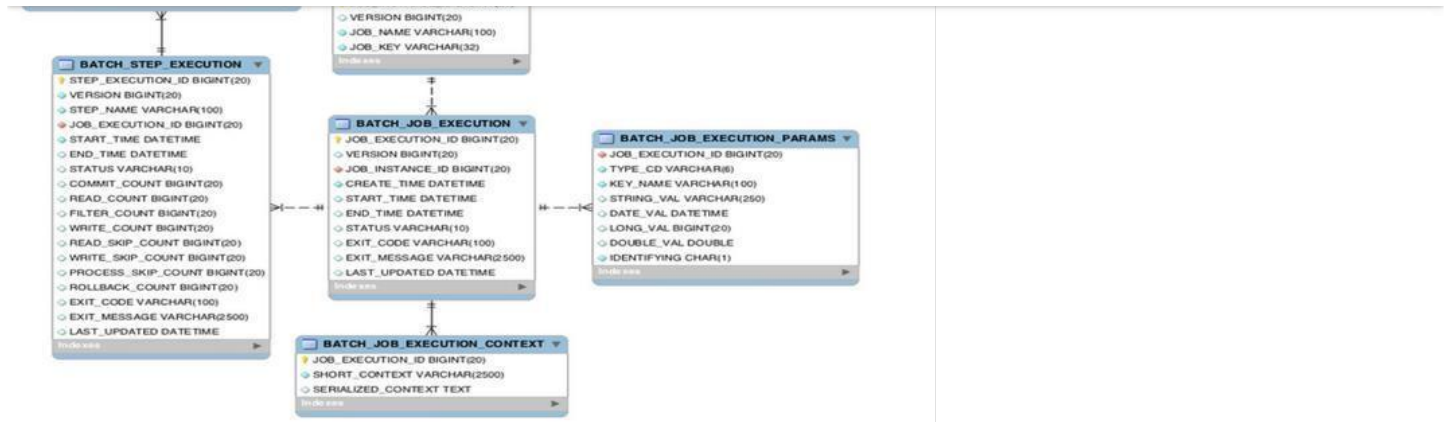 VERSION BIGINT(20)
JOB_NAME VARCHAR(100)
JOB_KEY VARCHAR(32)
Indexes
BATCH_STEP_EXECUTION
STEP_EXECUTION_ID BIGINT(20)
VERSION BIGINT(20)
STEP_NAME VARCHAR(100)
JOB_EXECUTION_ID BIGINT(20)
START_TIME DATETIME
END_TIME DATETIME
STATUS VARCHAR(10)
COMMIT_COUNT BIGINT(20)
READ_COUNT BIGINT(20)
FILTER_COUNT BIGINT(20)
WRITE_COUNT BIGINT(20)
READ_SKIP_COUNT BIGINT(20)
WRITE_SKIP_COUNT BIGINT(20)
PROCESS_SKIP_COUNT BIGINT(20)
ROLLBACK_COUNT BIGINT(20)
EXIT_CODE VARCHAR(100)
EXIT_MESSAGE VARCHAR(2500)
LAST_UPDATED DATETIME
Indexes
BATCH_JOB_EXECUTION
JOB_EXECUTION_ID BIGINT(20)
VERSION BIGINT(20)
JOB_INSTANCE_ID BIGINT(20)
CREATE_TIME DATETIME
START_TIME DATETIME
END_TIME DATETIME
STATUS VARCHAR(10)
EXIT_CODE VARCHAR(100)
EXIT_MESSAGE VARCHAR(2500)
LAST_UPDATED DATETIME
Indexes
BATCH_JOB_EXECUTION_PARAMS
JOB_EXECUTION_ID BIGINT(20)
TYPE_CD VARCHAR(6)
KEY_NAME VARCHAR(100)
STRING_VAL VARCHAR(250)
DATE_VAL DATETIME
LONG_VAL BIGINT(20)
DOUBLE_VAL DOUBLE
IDENTIFYING CHAR(1)
Indexes
BATCH_JOB_EXECUTION_CONTEXT
JOB_EXECUTION_ID BIGINT(20)
SHORT_CONTEXT VARCHAR(2500)
SERIALIZED_CONTEXT TEXT
Indexes